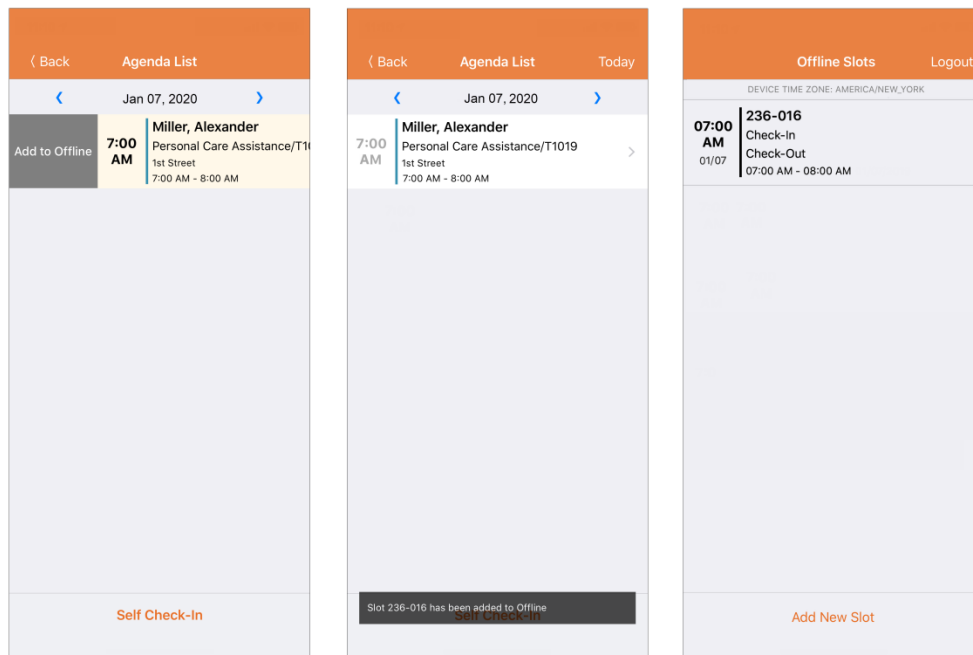 〈 Back Agenda List
❮ Jan 07, 2020 ❯
Add to Offline
7:00 AM
Miller, Alexander
Personal Care Assistance/T10
1st Street
7:00 AM - 8:00 AM
Self Check-In
〈 Back Agenda List Today
❮ Jan 07, 2020 ❯
7:00 AM
Miller, Alexander
Personal Care Assistance/T1019
1st Street
7:00 AM - 8:00 AM
Slot 236-016 has been added to Offline
Self Check-In
Offline Slots Logout
DEVICE TIME ZONE: AMERICA/NEW_YORK
07:00 AM
01/07
236-016
Check-In
Check-Out
07:00 AM - 08:00 AM
Add New Slot